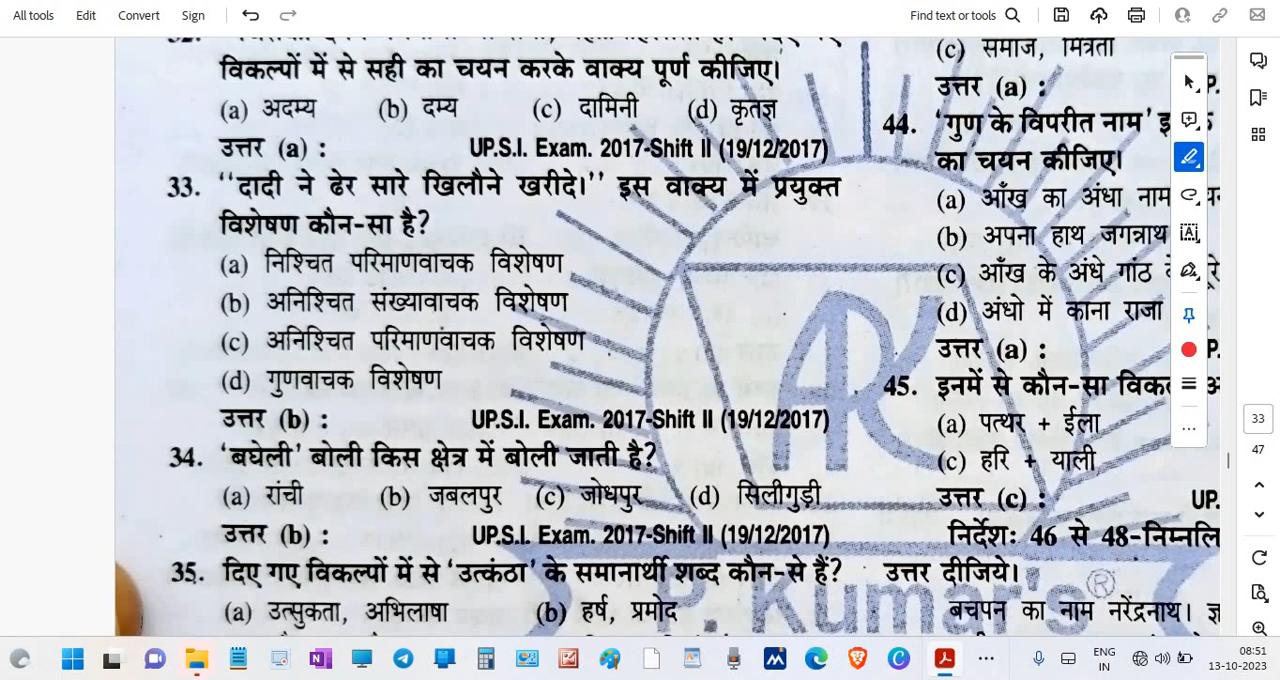 All tools Edit Convert Sign Find text or tools
विकल्पों में से सही का चयन करके वाक्य पूर्ण कीजिए।
(a) अदम्य (b) दम्य (c) दामिनी (d) कृतज्ञ
उत्तर (a) : UP.S.I. Exam. 2017-Shift II (19/12/2017)
33. “दादी ने ढेर सारे खिलौने खरीदे।” इस वाक्य में प्रयुक्त
विशेषण कौन-सा है?
(a) निश्चित परिमाणवाचक विशेषण
(b) अनिश्चित संख्यावाचक विशेषण
(c) अनिश्चित परिमाणवाचक विशेषण
(d) गुणवाचक विशेषण
उत्तर (b) : UP.S.I. Exam. 2017-Shift II (19/12/2017)
34. ‘बघेली’ बोली किस क्षेत्र में बोली जाती है?
(a) रांची (b) जबलपुर (c) जोधपुर (d) सिलीगुड़ी
उत्तर (b) : UP.S.I. Exam. 2017-Shift II (19/12/2017)
35. दिए गए विकल्पों में से ‘उत्कंठा’ के समानार्थी शब्द कौन-से हैं?
(a) उत्सुकता, अभिलाषा (b) हर्ष, प्रमोद
(c) समाज, मित्रता
उत्तर (a) :
44. ‘गुण के विपरीत नाम’
का चयन कीजिए।
(a) आँख का अंधा नाम
(b) अपना हाथ जगन्नाथ
(c) आँख के अंधे गांठ
(d) अंधो में काना राजा
उत्तर (a) :
45. इनमें से कौन-सा
(a) पत्थर + ईला
(c) हरि + याली
उत्तर (c) : UP.
निर्देश: 46 से 48-
उत्तर दीजिये।
बचपन का नाम नरेंद्रनाथ।
AK
P. Kumar's®
33
47
ENG
IN
08:51
13-10-2023